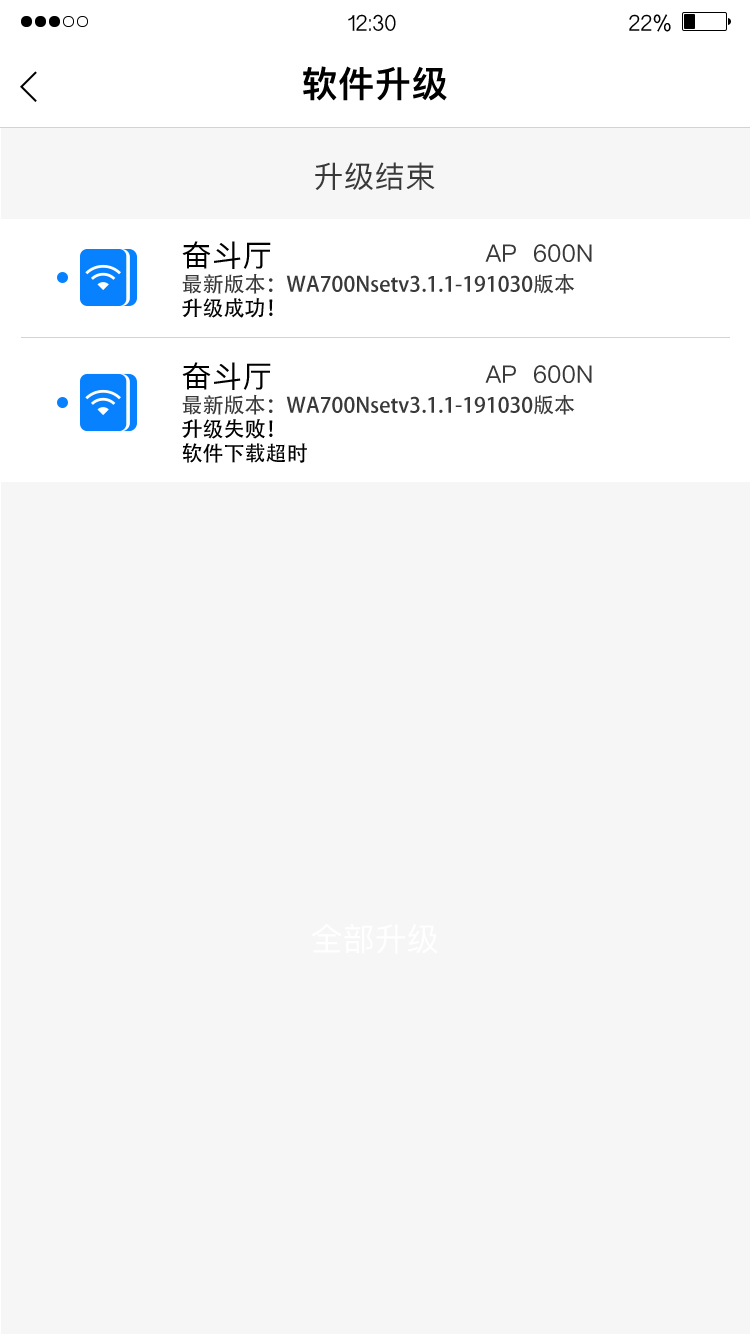 12:30
22%
软件升级
升级结束
奋斗厅 AP 600N
最新版本：WA700Nsetv3.1.1-191030版本
升级成功！
奋斗厅 AP 600N
最新版本：WA700Nsetv3.1.1-191030版本
升级失败！
软件下载超时
全部升级